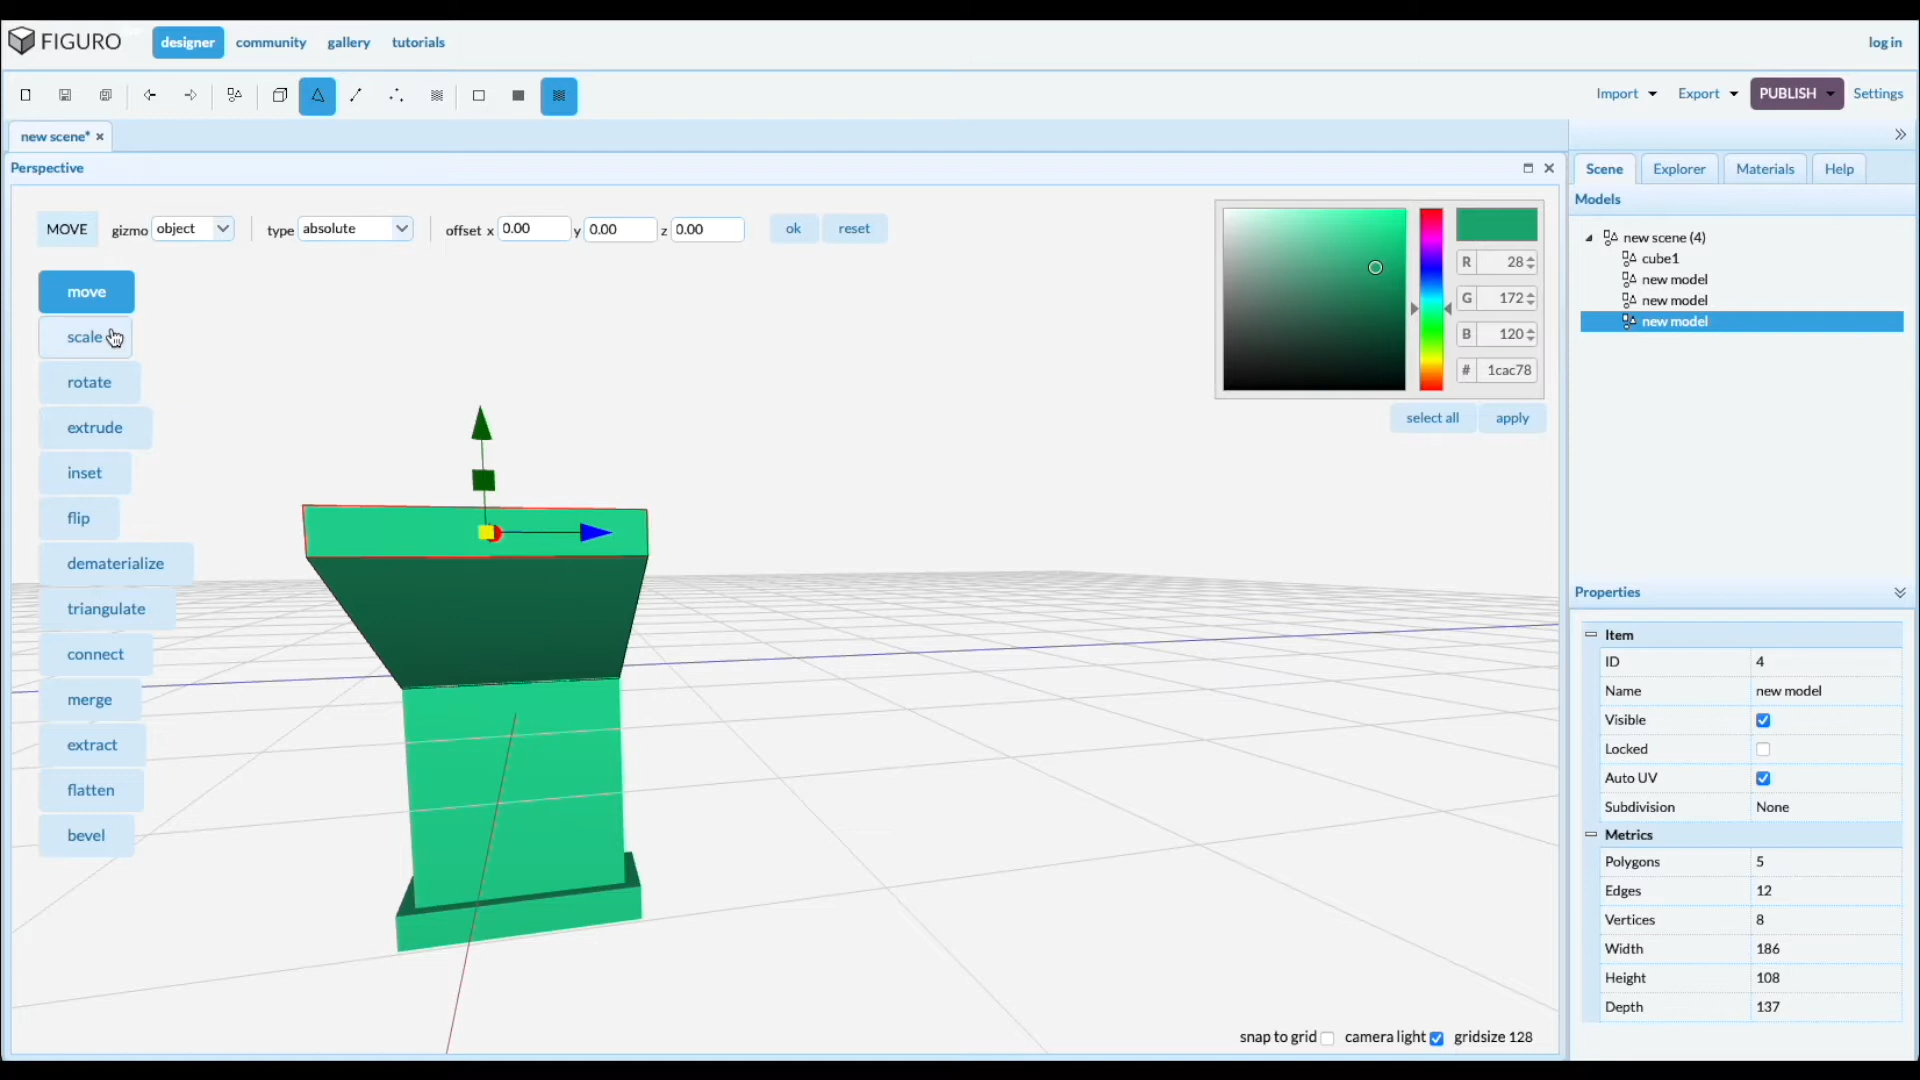 FIGURO designer community gallery tutorials log in
Import Export PUBLISH Settings
new scene* ×
Perspective
MOVE gizmo object type absolute offset x 0.00 y 0.00 z 0.00 ok reset
move
scale
rotate
extrude
inset
flip
dematerialize
triangulate
connect
merge
extract
flatten
bevel
R 28
G 172
B 120
# 1cac78
select all apply
snap to grid camera light gridsize 128
Scene Explorer Materials Help
Models
new scene (4)
cube1
new model
new model
new model
Properties
Item
ID 4
Name new model
Visible
Locked
Auto UV
Subdivision None
Metrics
Polygons 5
Edges 12
Vertices 8
Width 186
Height 108
Depth 137